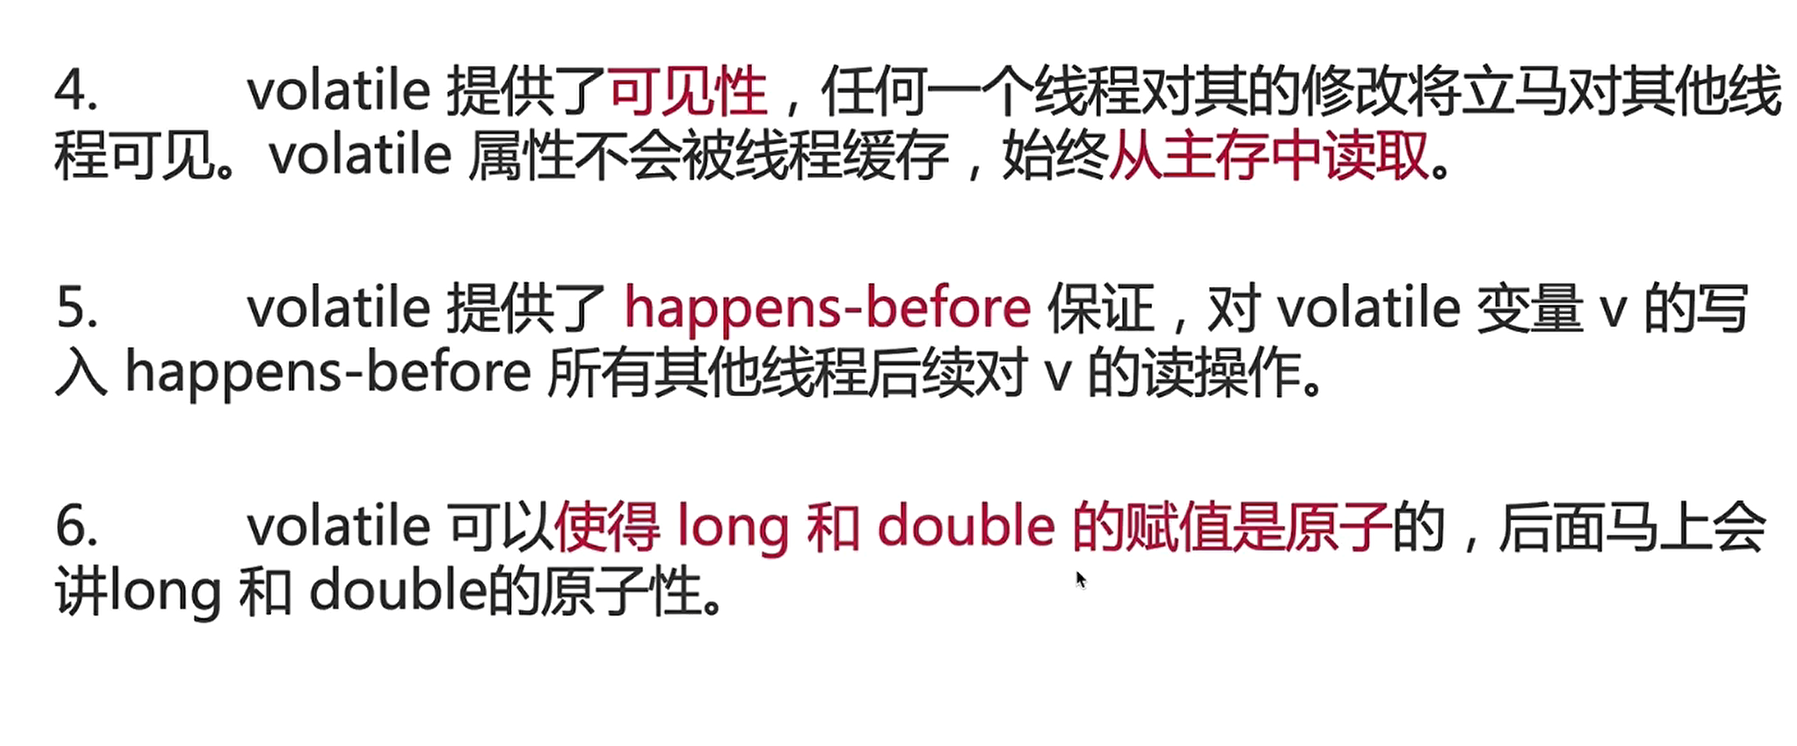 4. volatile 提供了可见性，任何一个线程对其的修改将立马对其他线
程可见。volatile 属性不会被线程缓存，始终从主存中读取。
5. volatile 提供了 happens-before 保证，对 volatile 变量 v 的写
入 happens-before 所有其他线程后续对 v 的读操作。
6. volatile 可以使得 long 和 double 的赋值是原子的，后面马上会
讲long 和 double的原子性。